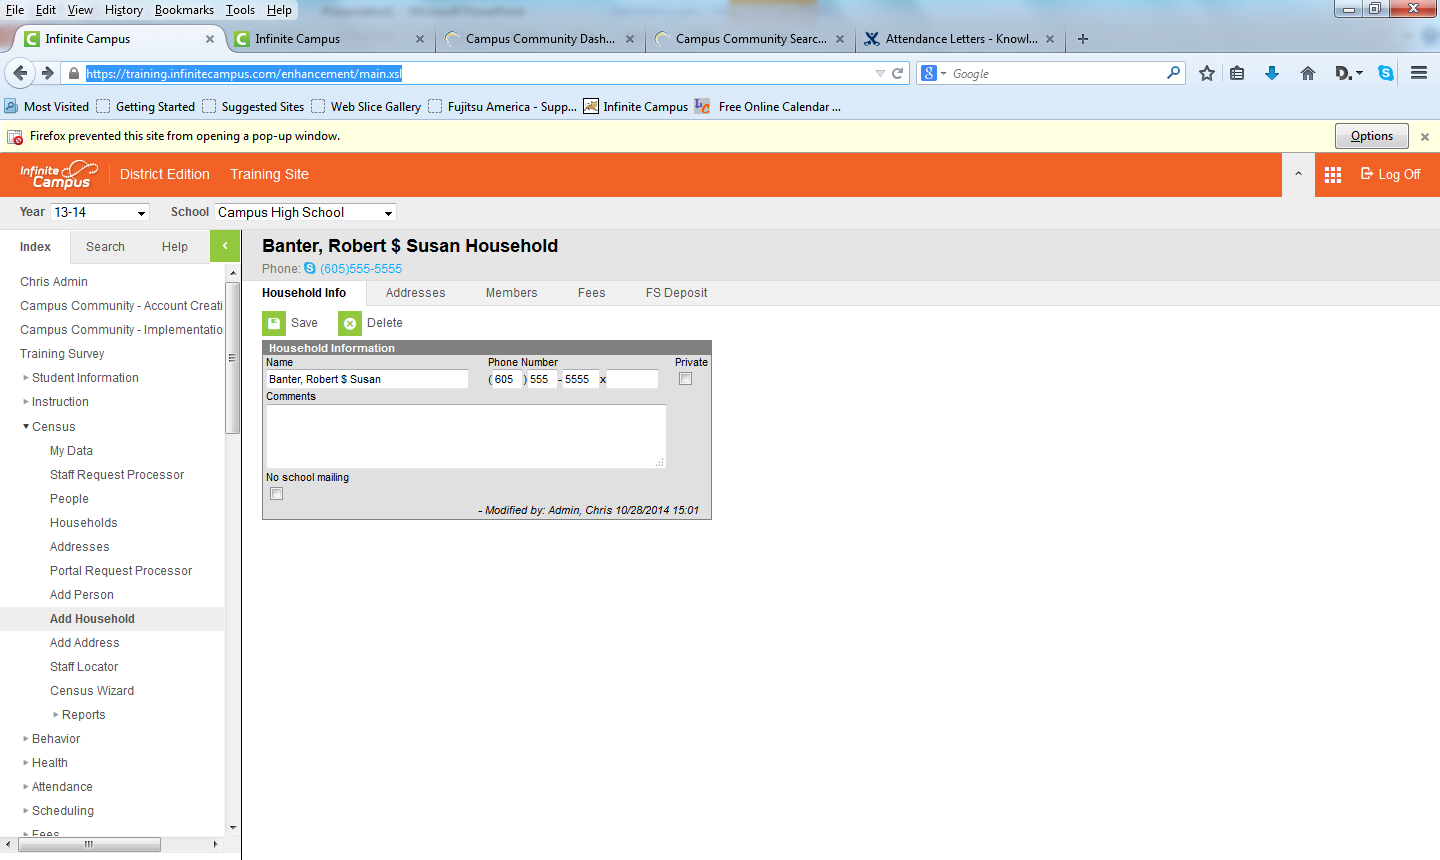 File Edit View History Bookmarks Tools Help
Infinite Campus
Infinite Campus
Campus Community Dash...
Campus Community Searc...
Attendance Letters - Knowl...
https://training.infinitecampus.com/enhancement/main.xsl
Google
D.
Most Visited Getting Started Suggested Sites Web Slice Gallery Fujitsu America - Supp... Infinite Campus Free Online Calendar ...
Firefox prevented this site from opening a pop-up window.
Options
Infinite Campus District Edition Training Site Log Off
Year 13-14 School Campus High School
Index Search Help
Banter, Robert $ Susan Household
Phone: (605)555-5555
Household Info Addresses Members Fees FS Deposit
Save Delete
Household Information
Name Phone Number Private
Banter, Robert $ Susan ( 605 ) 555 - 5555 x
Comments
No school mailing
- Modified by: Admin, Chris 10/28/2014 15:01
Chris Admin
Campus Community - Account Creati
Campus Community - Implementatio
Training Survey
Student Information
Instruction
Census
My Data
Staff Request Processor
People
Households
Addresses
Portal Request Processor
Add Person
Add Household
Add Address
Staff Locator
Census Wizard
Reports
Behavior
Health
Attendance
Scheduling
Fees